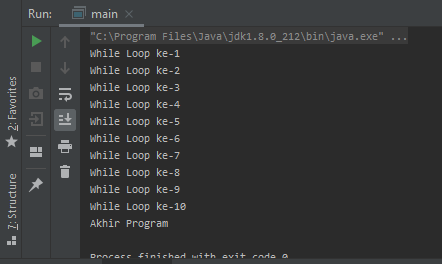 Run: main
"C:\Program Files\Java\jdk1.8.0_212\bin\java.exe" ...
While Loop ke-1
While Loop ke-2
While Loop ke-3
While Loop ke-4
While Loop ke-5
While Loop ke-6
While Loop ke-7
While Loop ke-8
While Loop ke-9
While Loop ke-10
Akhir Program
Process finished with exit code 0
2: Favorites
7: Structure